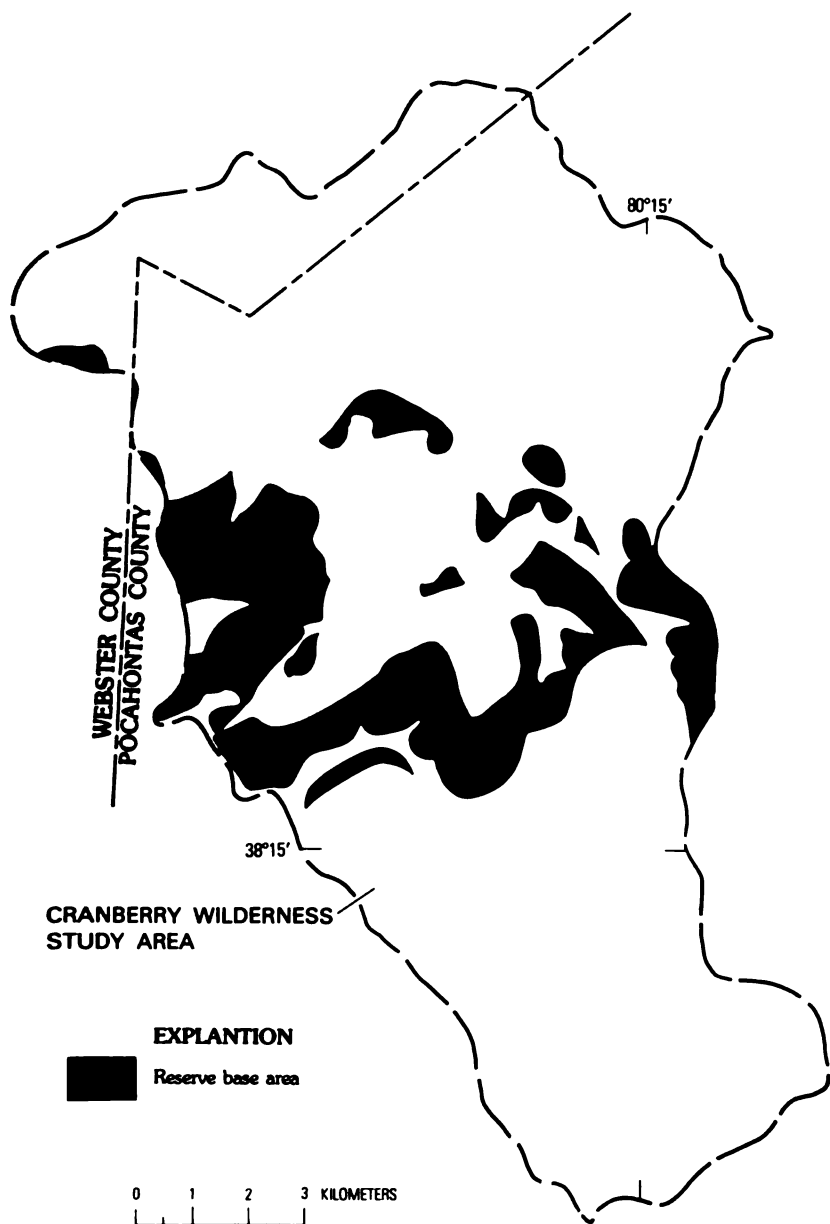 80°15'
WEBSTER COUNTY
POCAHONTAS COUNTY
38°15'
CRANBERRY WILDERNESS
STUDY AREA
EXPLANTION
Reserve base area
0 1 2 3 KILOMETERS